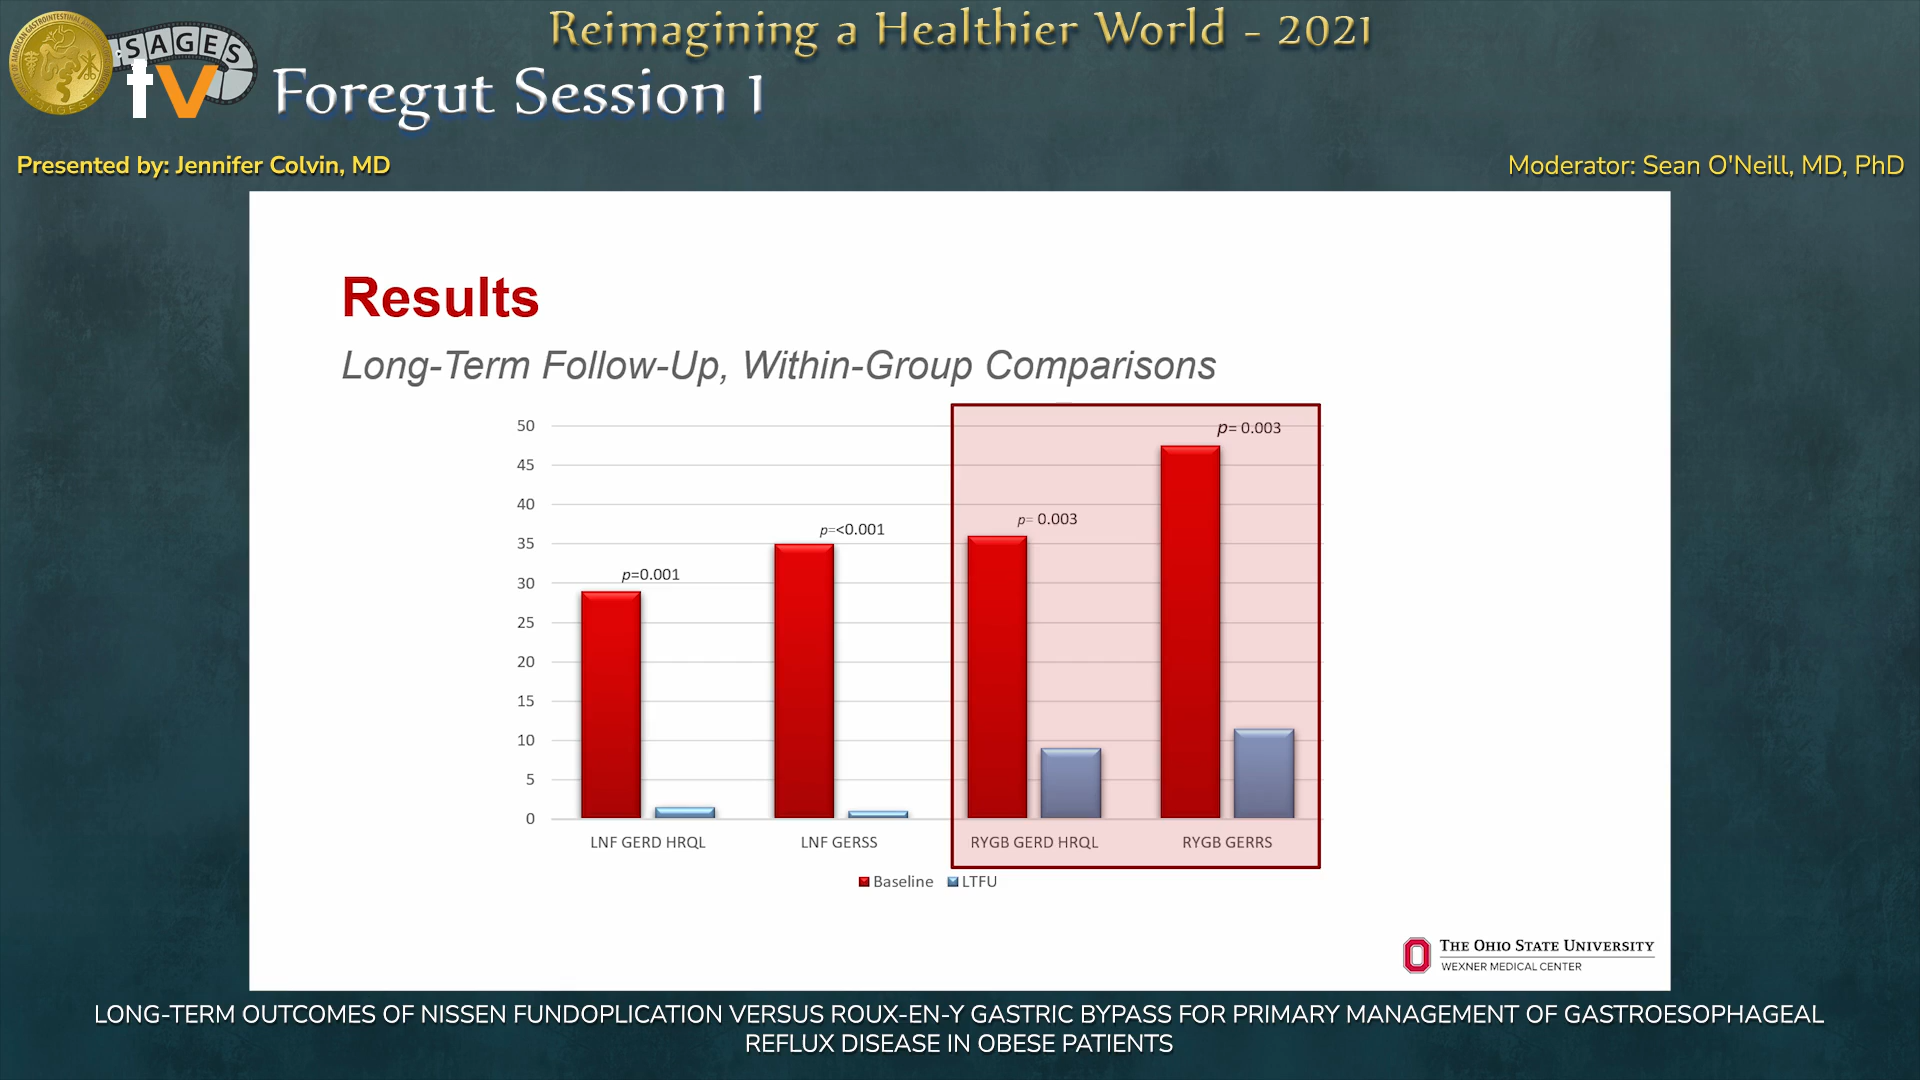 Reimagining a Healthier World - 2021
SAGES
tv
Foregut Session 1
Presented by: Jennifer Colvin, MD
Moderator: Sean O'Neill, MD, PhD
Results
Long-Term Follow-Up, Within-Group Comparisons
50
45
40
35
30
25
20
15
10
5
0
p=0.001
p=<0.001
p= 0.003
p= 0.003
LNF GERD HRQL
LNF GERSS
RYGB GERD HRQL
RYGB GERRS
Baseline
LTFU
THE OHIO STATE UNIVERSITY
WEXNER MEDICAL CENTER
LONG-TERM OUTCOMES OF NISSEN FUNDOPLICATION VERSUS ROUX-EN-Y GASTRIC BYPASS FOR PRIMARY MANAGEMENT OF GASTROESOPHAGEAL
REFLUX DISEASE IN OBESE PATIENTS